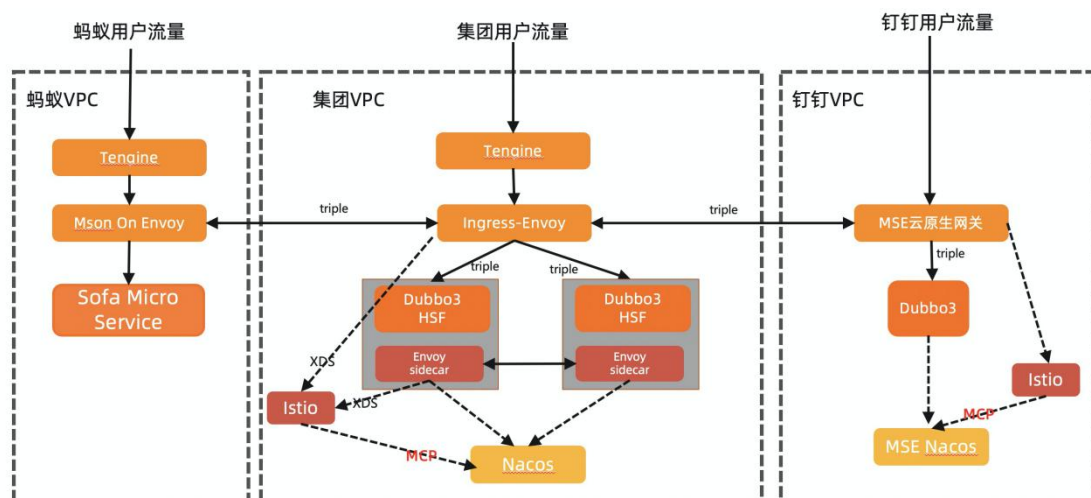 蚂蚁用户流量
集团用户流量
钉钉用户流量
蚂蚁VPC
集团VPC
钉钉VPC
Tengine
Tengine
Mson On Envoy
triple
Ingress-Envoy
triple
MSE云原生网关
triple
triple
triple
Sofa Micro
Service
Dubbo3
HSF
Dubbo3
HSF
Dubbo3
XDS
Envoy
sidecar
Envoy
sidecar
Istio
XDS
Istio
MCP
MCP
Nacos
MSE Nacos